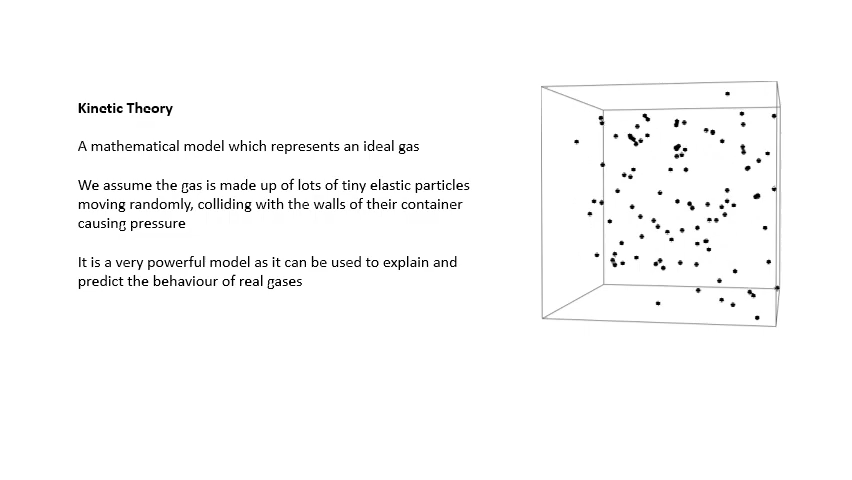 Kinetic Theory
A mathematical model which represents an ideal gas
We assume the gas is made up of lots of tiny elastic particles
moving randomly, colliding with the walls of their container
causing pressure
It is a very powerful model as it can be used to explain and
predict the behaviour of real gases